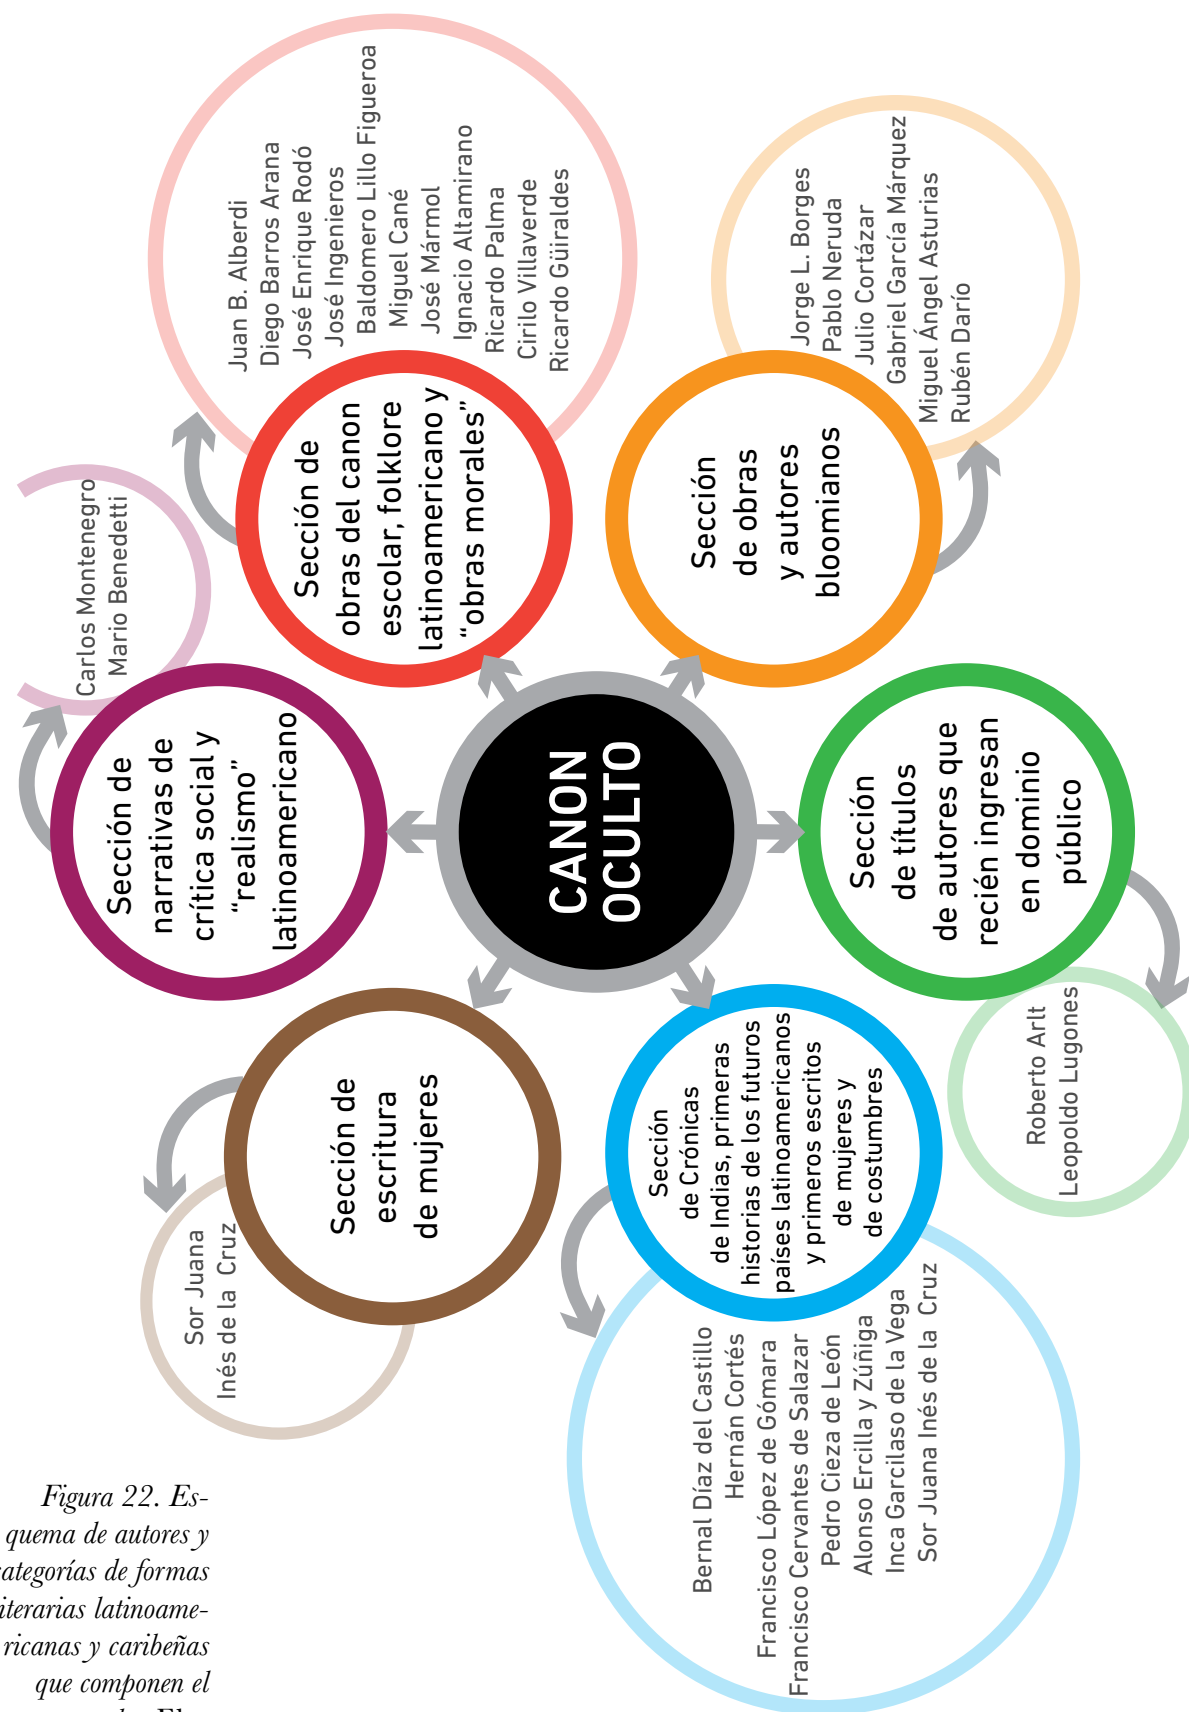 CANON
OCULTO
Sección de
narrativas de
crítica social y
“realismo”
latinoamericano
Carlos Montenegro
Mario Benedetti
Sección de
obras del canon
escolar, folklore
latinoamericano y
“obras morales”
Juan B. Alberdi
Diego Barros Arana
José Enrique Rodó
José Ingenieros
Baldomero Lillo Figueroa
Miguel Cané
José Mármol
Ignacio Altamirano
Ricardo Palma
Cirilo Villaverde
Ricardo Güiraldes
Sección
de obras
y autores
bloomianos
Jorge L. Borges
Pablo Neruda
Julio Cortázar
Gabriel García Márquez
Miguel Ángel Asturias
Rubén Darío
Sección
de títulos
de autores que
recién ingresan
en dominio
público
Roberto Arlt
Leopoldo Lugones
Sección
de Crónicas
de Indias, primeras
historias de los futuros
países latinoamericanos
y primeros escritos
de mujeres y
de costumbres
Bernal Díaz del Castillo
Hernán Cortés
Francisco López de Gómara
Francisco Cervantes de Salazar
Pedro Cieza de León
Alonso Ercilla y Zúñiga
Inca Garcilaso de la Vega
Sor Juana Inés de la Cruz
Sección de
escritura
de mujeres
Sor Juana
Inés de la Cruz
Figura 22. Es-
quema de autores y
categorías de formas
literarias latinoame-
ricanas y caribeñas
que componen el